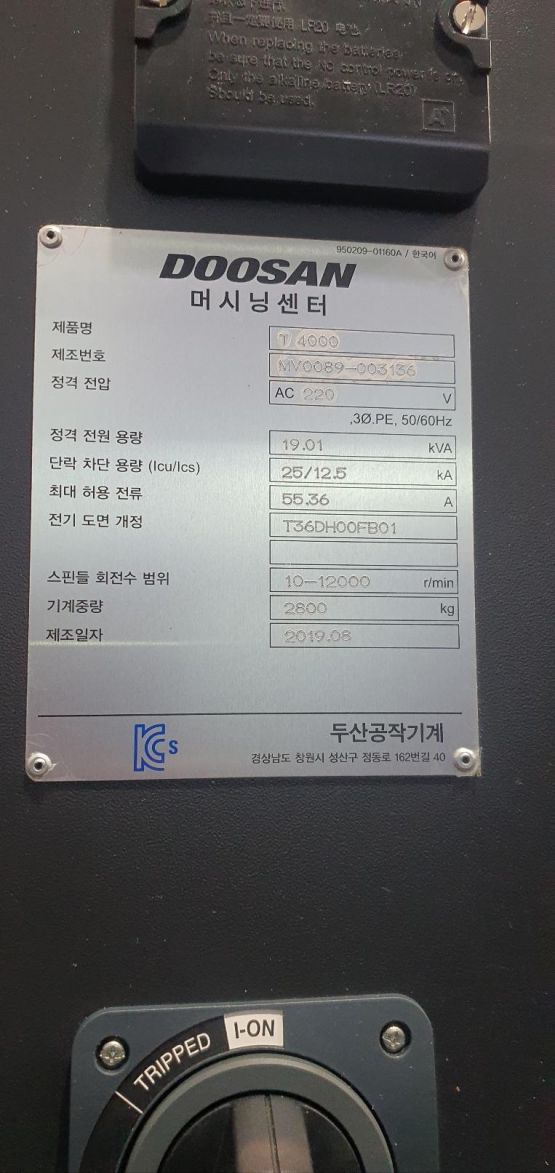 电池
When replacing the batteries,
be sure that the NC control power is on.
Only the alkaline battery (LR20)
Should be used.
950209-01160A / 한국어
DOOSAN
머시닝센터
제품명 T 4000
제조번호 MV0089-003136
정격 전압 AC 220 V
,3Ø.PE, 50/60Hz
정격 전원 용량 19.01 kVA
단락 차단 용량 (Icu/Ics) 25/12.5 kA
최대 허용 전류 55.36 A
전기 도면 개정 T36DH00FB01
스핀들 회전수 범위 10-12000 r/min
기계중량 2800 kg
제조일자 2019.08
두산공작기계
KCs
경상남도 창원시 성산구 정동로 162번길 40
TRIPPED
I-ON